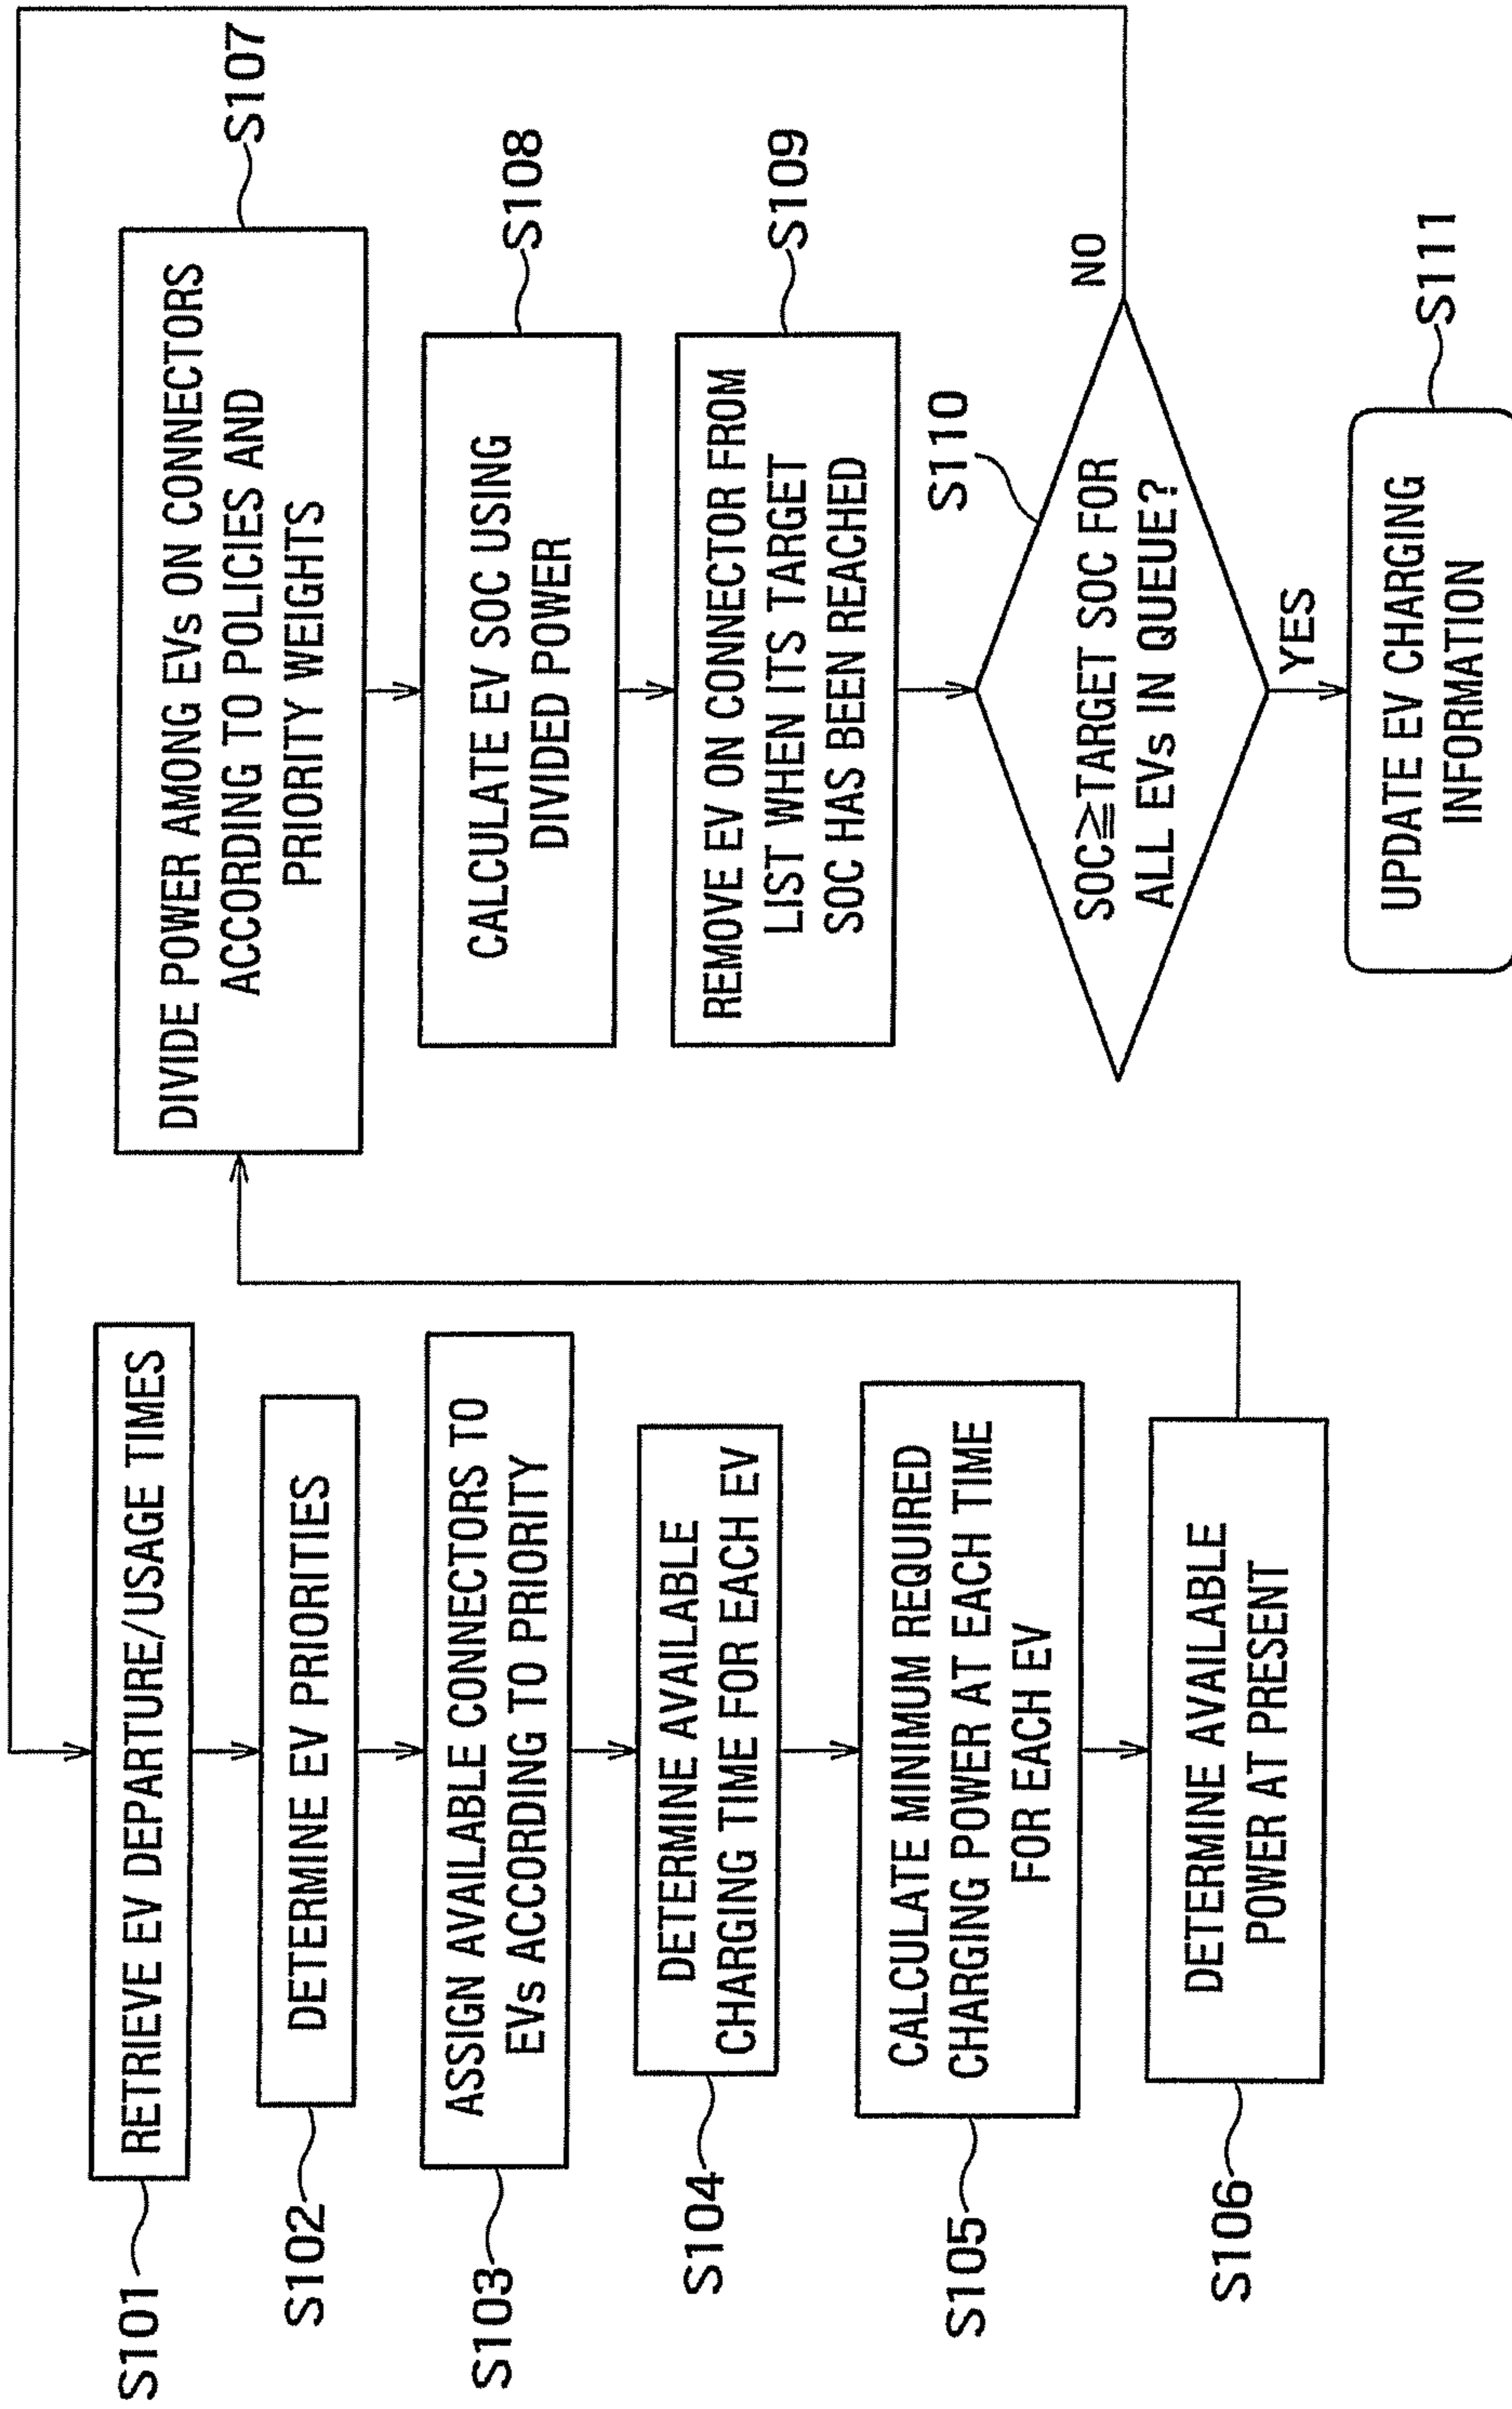 S101
RETRIEVE EV DEPARTURE/USAGE TIMES
S102
DETERMINE EV PRIORITIES
S103
ASSIGN AVAILABLE CONNECTORS TO
EVs ACCORDING TO PRIORITY
S104
DETERMINE AVAILABLE
CHARGING TIME FOR EACH EV
S105
CALCULATE MINIMUM REQUIRED
CHARGING POWER AT EACH TIME
FOR EACH EV
S106
DETERMINE AVAILABLE
POWER AT PRESENT
S107
DIVIDE POWER AMONG EVs ON CONNECTORS
ACCORDING TO POLICIES AND
PRIORITY WEIGHTS
S108
CALCULATE EV SOC USING
DIVIDED POWER
S109
REMOVE EV ON CONNECTOR FROM
LIST WHEN ITS TARGET
SOC HAS BEEN REACHED
S110
SOC≧TARGET SOC FOR
ALL EVs IN QUEUE?
NO
YES
S111
UPDATE EV CHARGING
INFORMATION